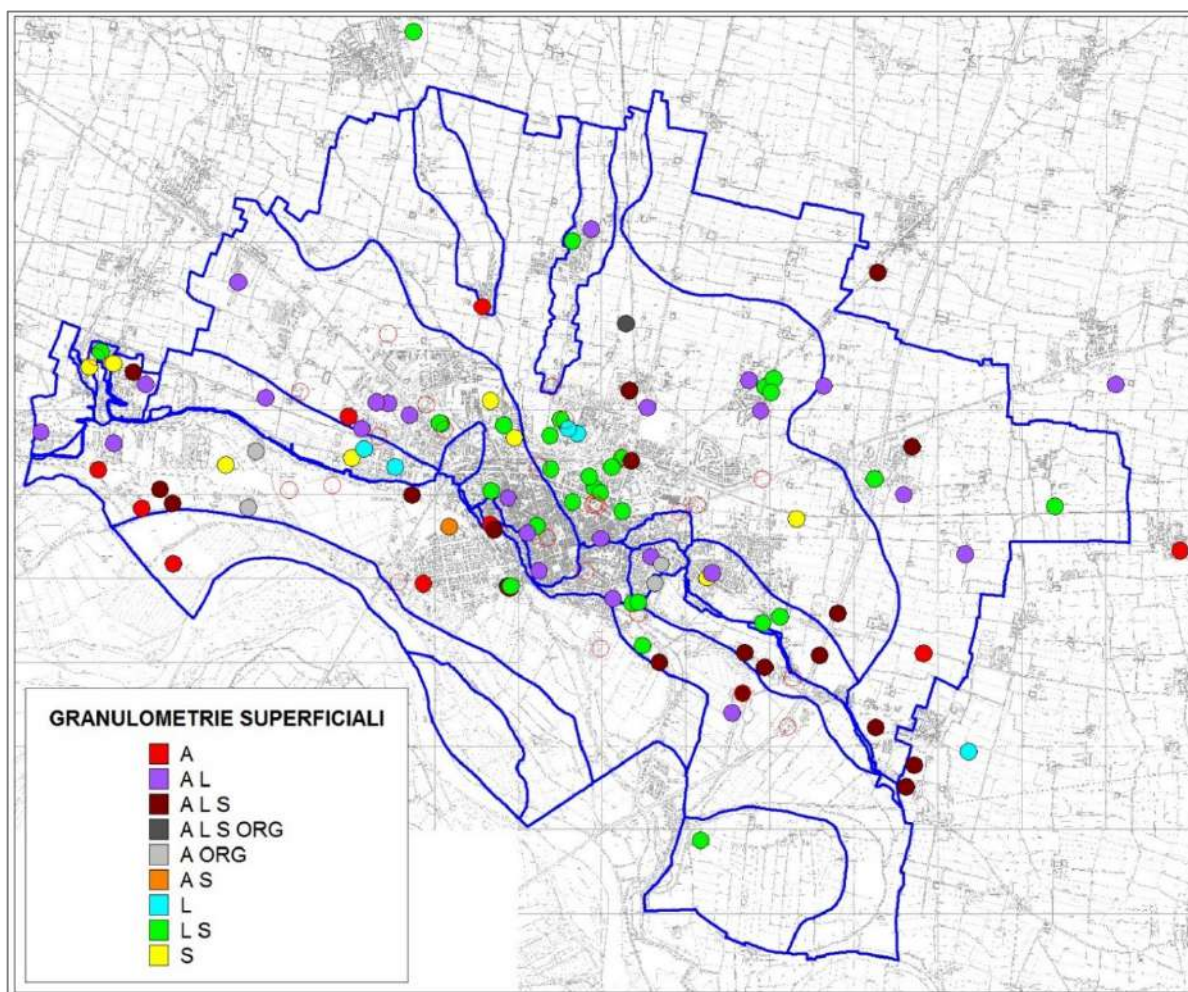 GRANULOMETRIE SUPERFICIALI
A
A L
A L S
A L S ORG
A ORG
A S
L
L S
S